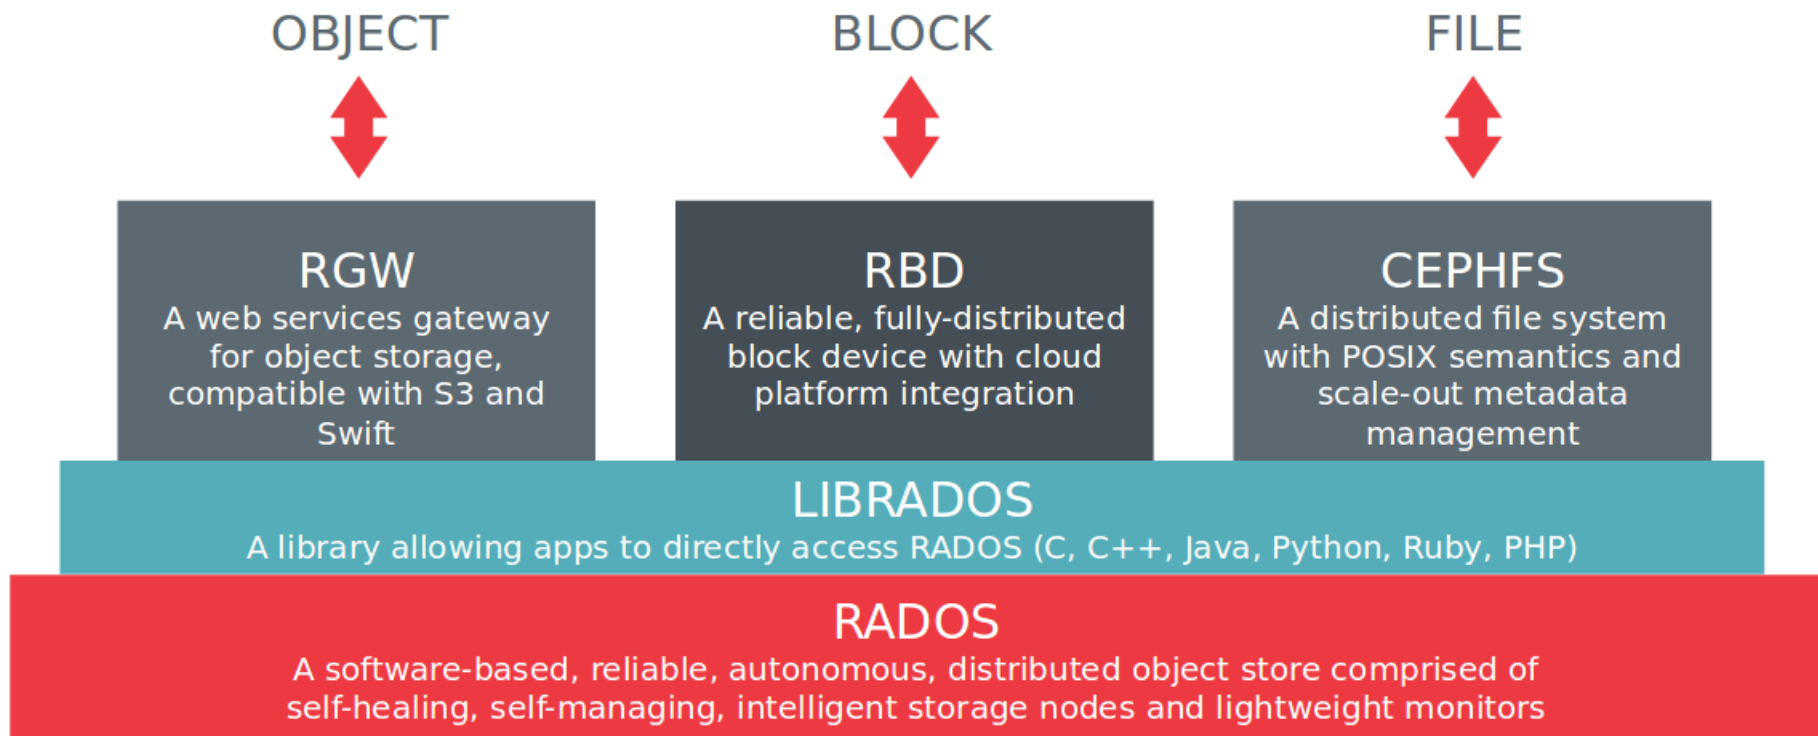 OBJECT
BLOCK
FILE
RGW
A web services gateway
for object storage,
compatible with S3 and
Swift
RBD
A reliable, fully-distributed
block device with cloud
platform integration
CEPHFS
A distributed file system
with POSIX semantics and
scale-out metadata
management
LIBRADOS
A library allowing apps to directly access RADOS (C, C++, Java, Python, Ruby, PHP)
RADOS
A software-based, reliable, autonomous, distributed object store comprised of
self-healing, self-managing, intelligent storage nodes and lightweight monitors